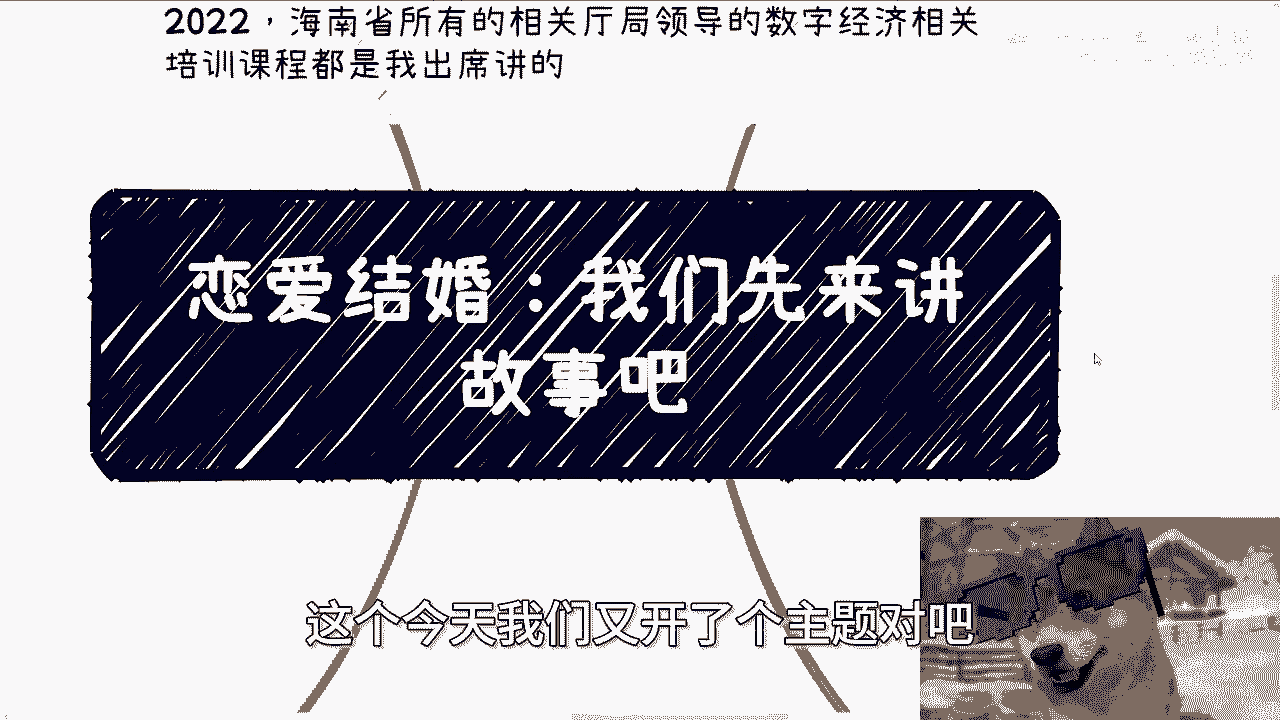 2022，海南省所有的相关厅局领导的数字经济相关
培训课程都是我出席讲的
恋爱结婚：我们先来讲
故事吧
这个今天我们又开了个主题对吧